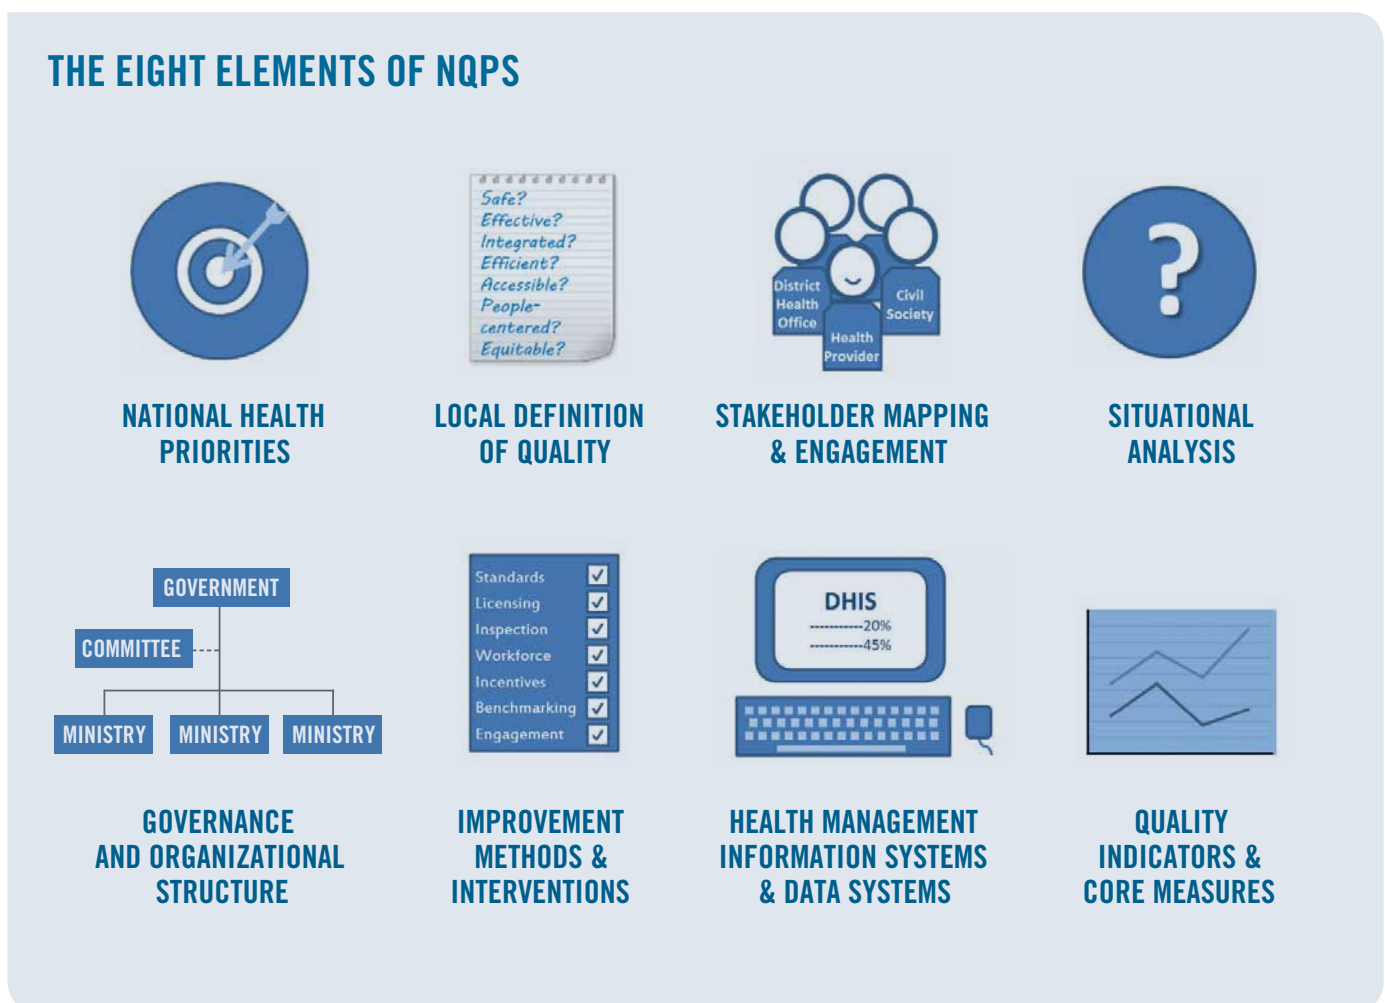 THE EIGHT ELEMENTS OF NQPS
Safe?
Effective?
Integrated?
Efficient?
Accessible?
People-
centered?
Equitable?
District
Health
Office
Civil
Society
Health
Provider
?
NATIONAL HEALTH
PRIORITIES
LOCAL DEFINITION
OF QUALITY
STAKEHOLDER MAPPING
& ENGAGEMENT
SITUATIONAL
ANALYSIS
GOVERNMENT
COMMITTEE
MINISTRY
MINISTRY
MINISTRY
Standards
Licensing
Inspection
Workforce
Incentives
Benchmarking
Engagement
DHIS
-----------20%
-----------45%
GOVERNANCE
AND ORGANIZATIONAL
STRUCTURE
IMPROVEMENT
METHODS &
INTERVENTIONS
HEALTH MANAGEMENT
INFORMATION SYSTEMS
& DATA SYSTEMS
QUALITY
INDICATORS &
CORE MEASURES